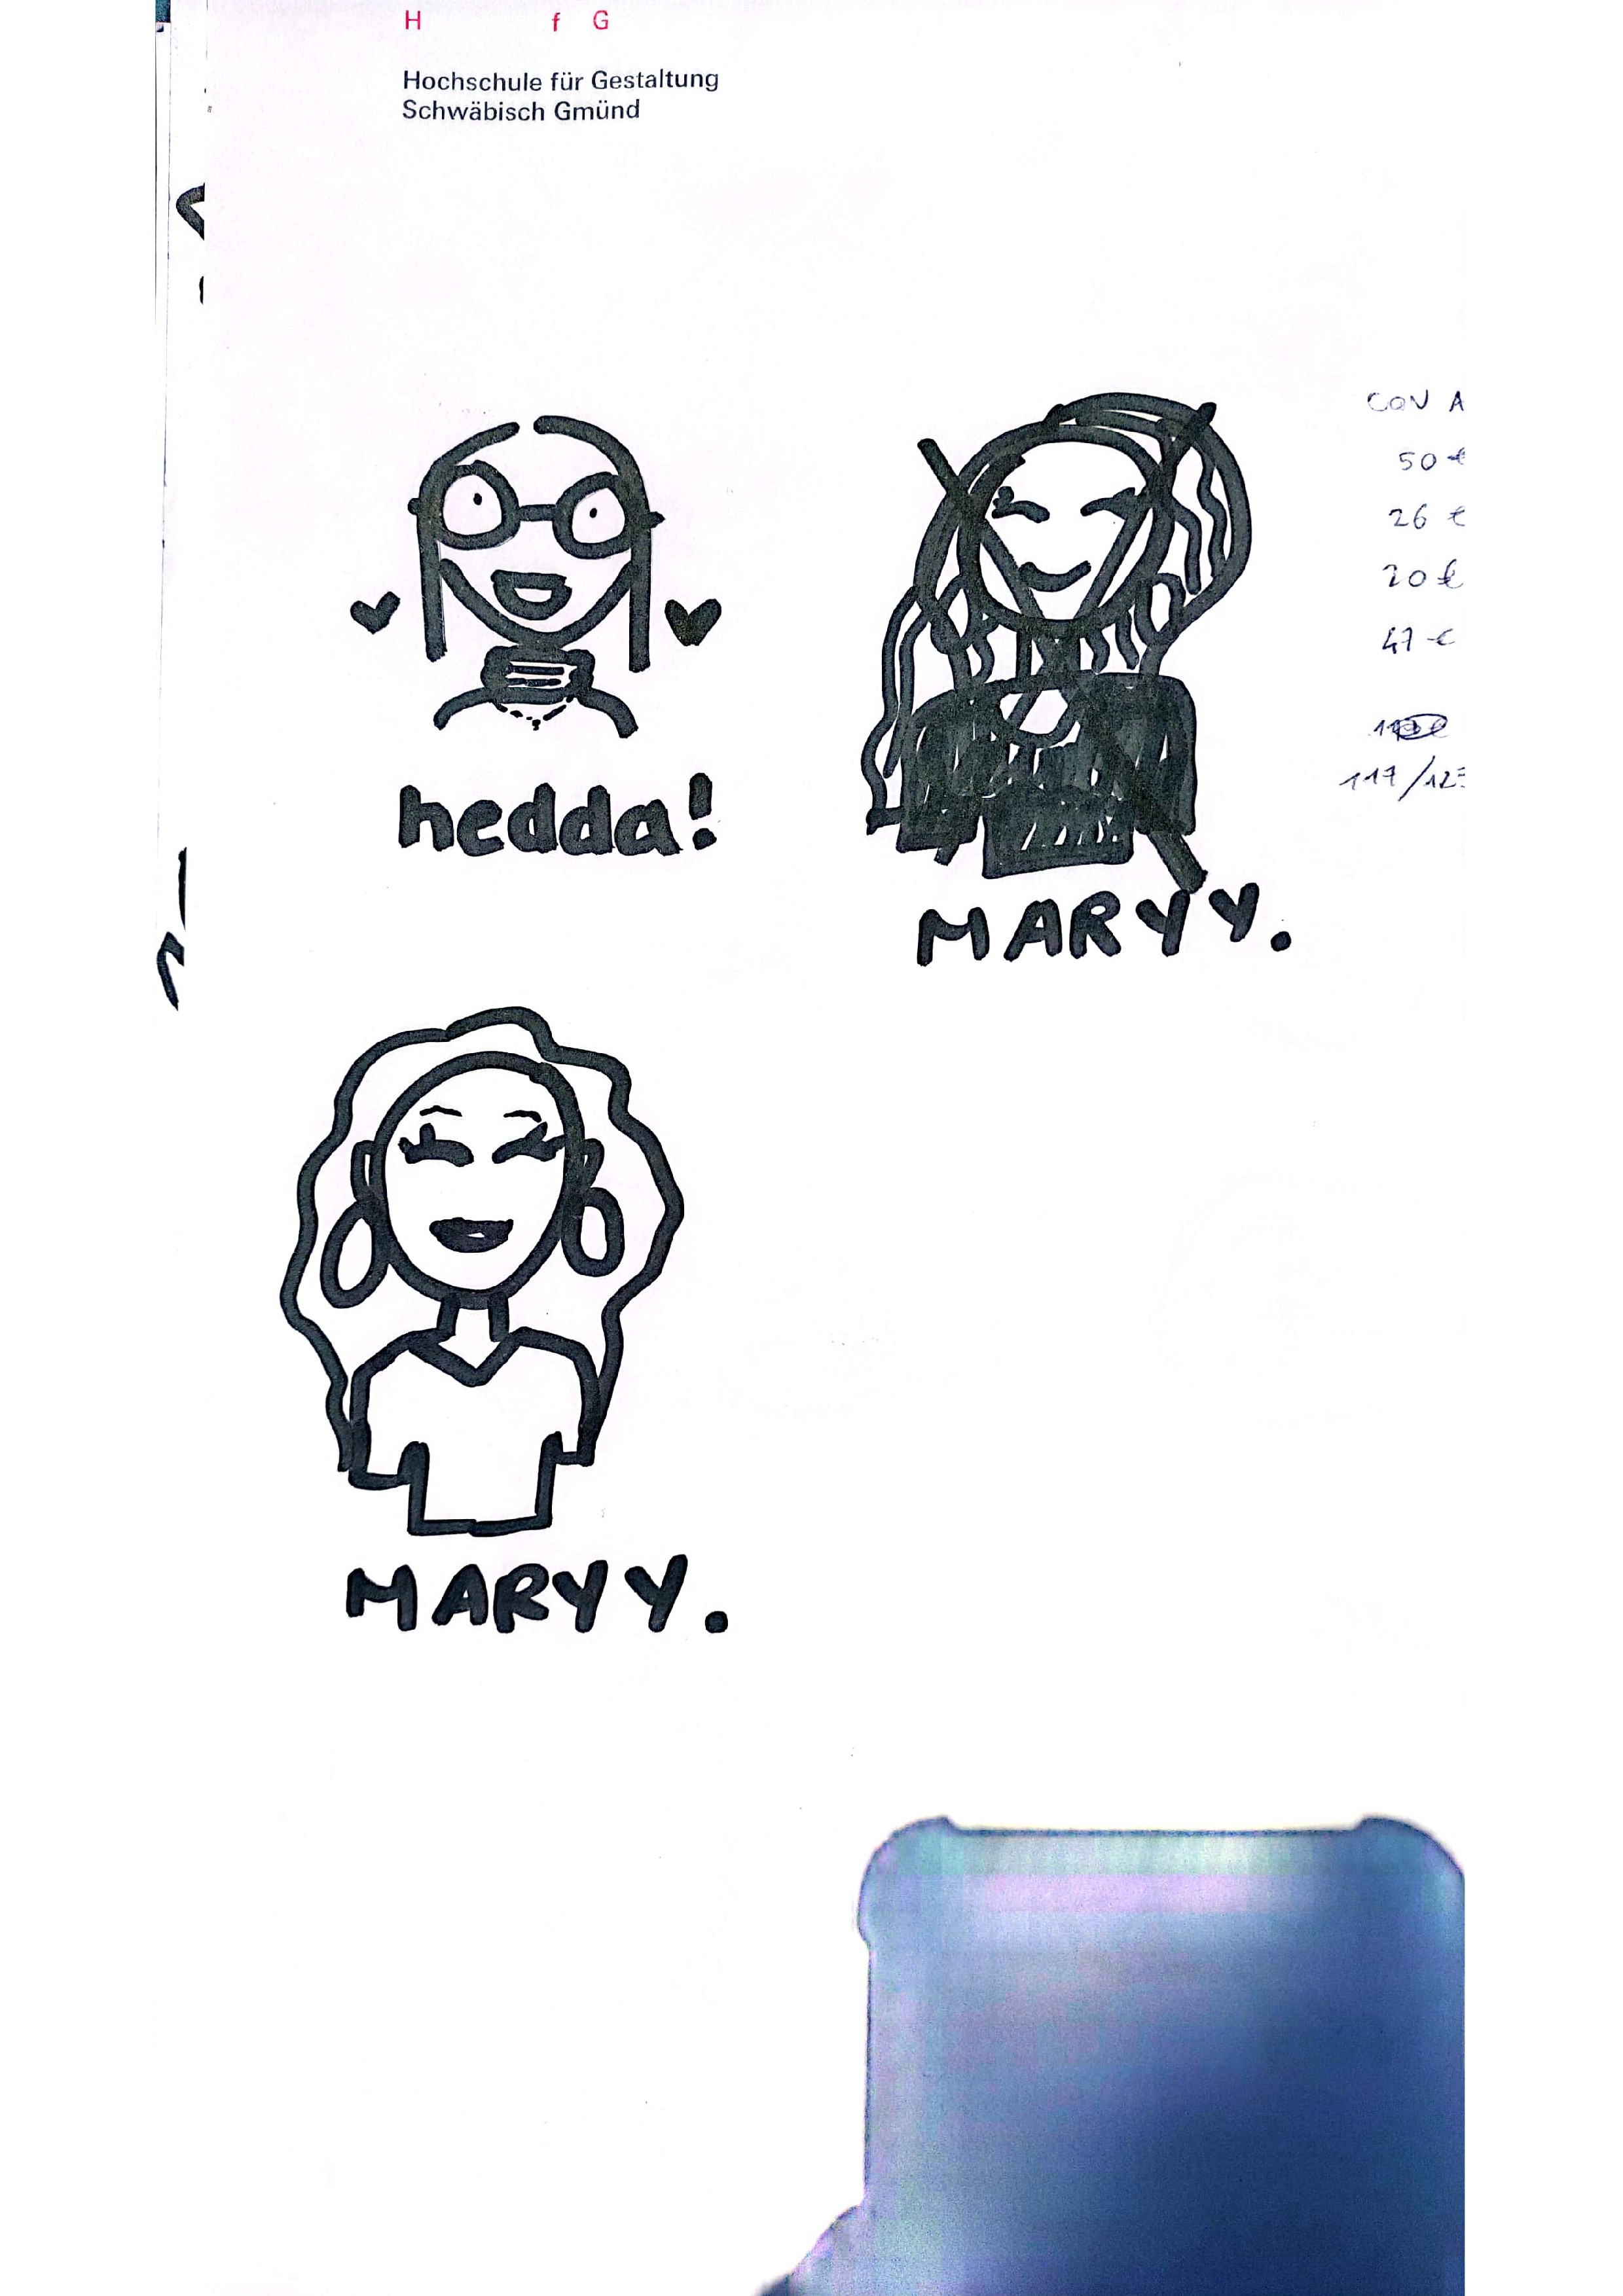 H f G
Hochschule für Gestaltung
Schwäbisch Gmünd
hedda!
MARYY.
CON A
50 €
26 €
20 €
47 €
117 /12
MARYY.